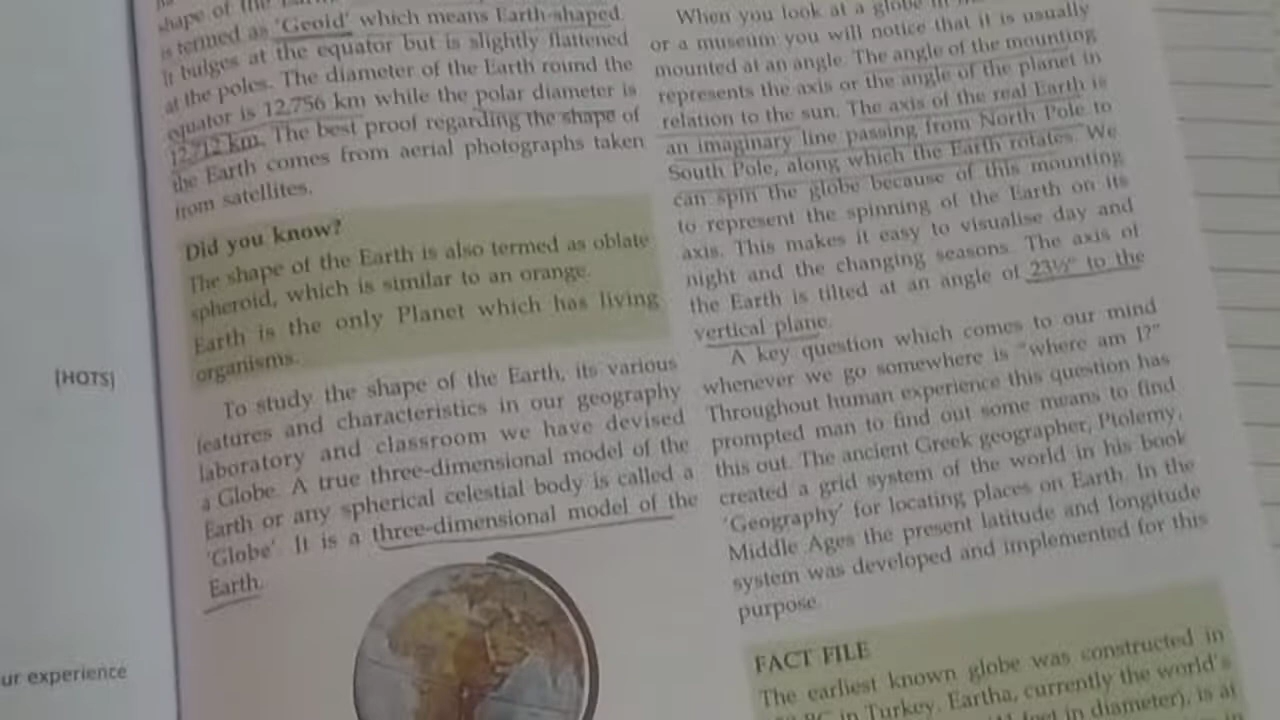 shape of the
is termed as 'Geoid' which means Earth-shaped.
It bulges at the equator but is slightly flattened
at the poles. The diameter of the Earth round the
equator is 12,756 km while the polar diameter is
12,712 km. The best proof regarding the shape of
the Earth comes from aerial photographs taken
from satellites.
Did you know?
The shape of the Earth is also termed as oblate
spheroid, which is similar to an orange.
Earth is the only Planet which has living
organisms.
[HOTS]
To study the shape of the Earth, its various
features and characteristics in our geography
laboratory and classroom we have devised
a Globe. A true three-dimensional model of the
Earth or any spherical celestial body is called a
'Globe'. It is a three-dimensional model of the
Earth.
ur experience
When you look at a globe in
or a museum you will notice that it is usually
mounted at an angle. The angle of the mounting
represents the axis or the angle of the planet in
relation to the sun. The axis of the real Earth is
an imaginary line passing from North Pole to
South Pole, along which the Earth rotates. We
can spin the globe because of this mounting
to represent the spinning of the Earth on its
axis. This makes it easy to visualise day and
night and the changing seasons. The axis of
the Earth is tilted at an angle of 23½° to the
vertical plane.
A key question which comes to our mind
whenever we go somewhere is "where am I?"
Throughout human experience this question has
prompted man to find out some means to find
this out. The ancient Greek geographer, Ptolemy,
created a grid system of the world in his book
'Geography' for locating places on Earth. In the
Middle Ages the present latitude and longitude
system was developed and implemented for this
purpose.
FACT FILE
The earliest known globe was constructed in
BC in Turkey. Eartha, currently the world's
feet in diameter), is at